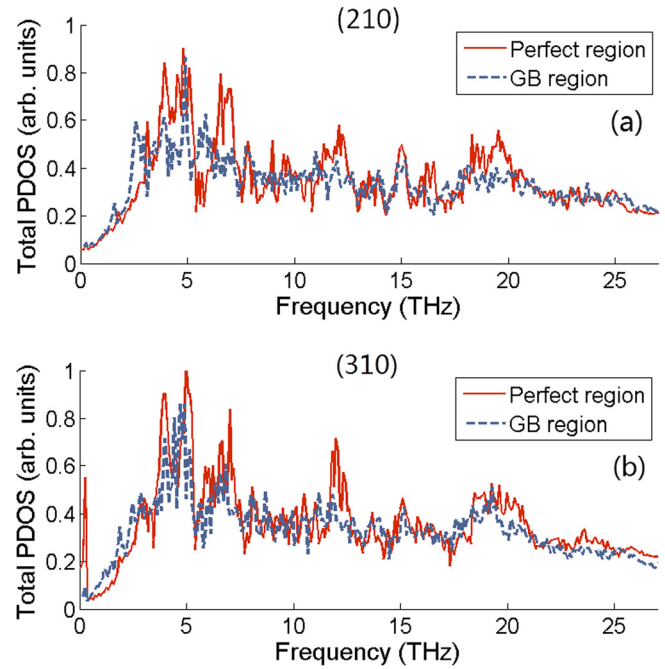 (210)
Total PDOS (arb. units)
1
0.8
0.6
0.4
0.2
0
Perfect region
GB region
(a)
0 5 10 15 20 25
Frequency (THz)
(310)
Total PDOS (arb. units)
1
0.8
0.6
0.4
0.2
0
Perfect region
GB region
(b)
0 5 10 15 20 25
Frequency (THz)